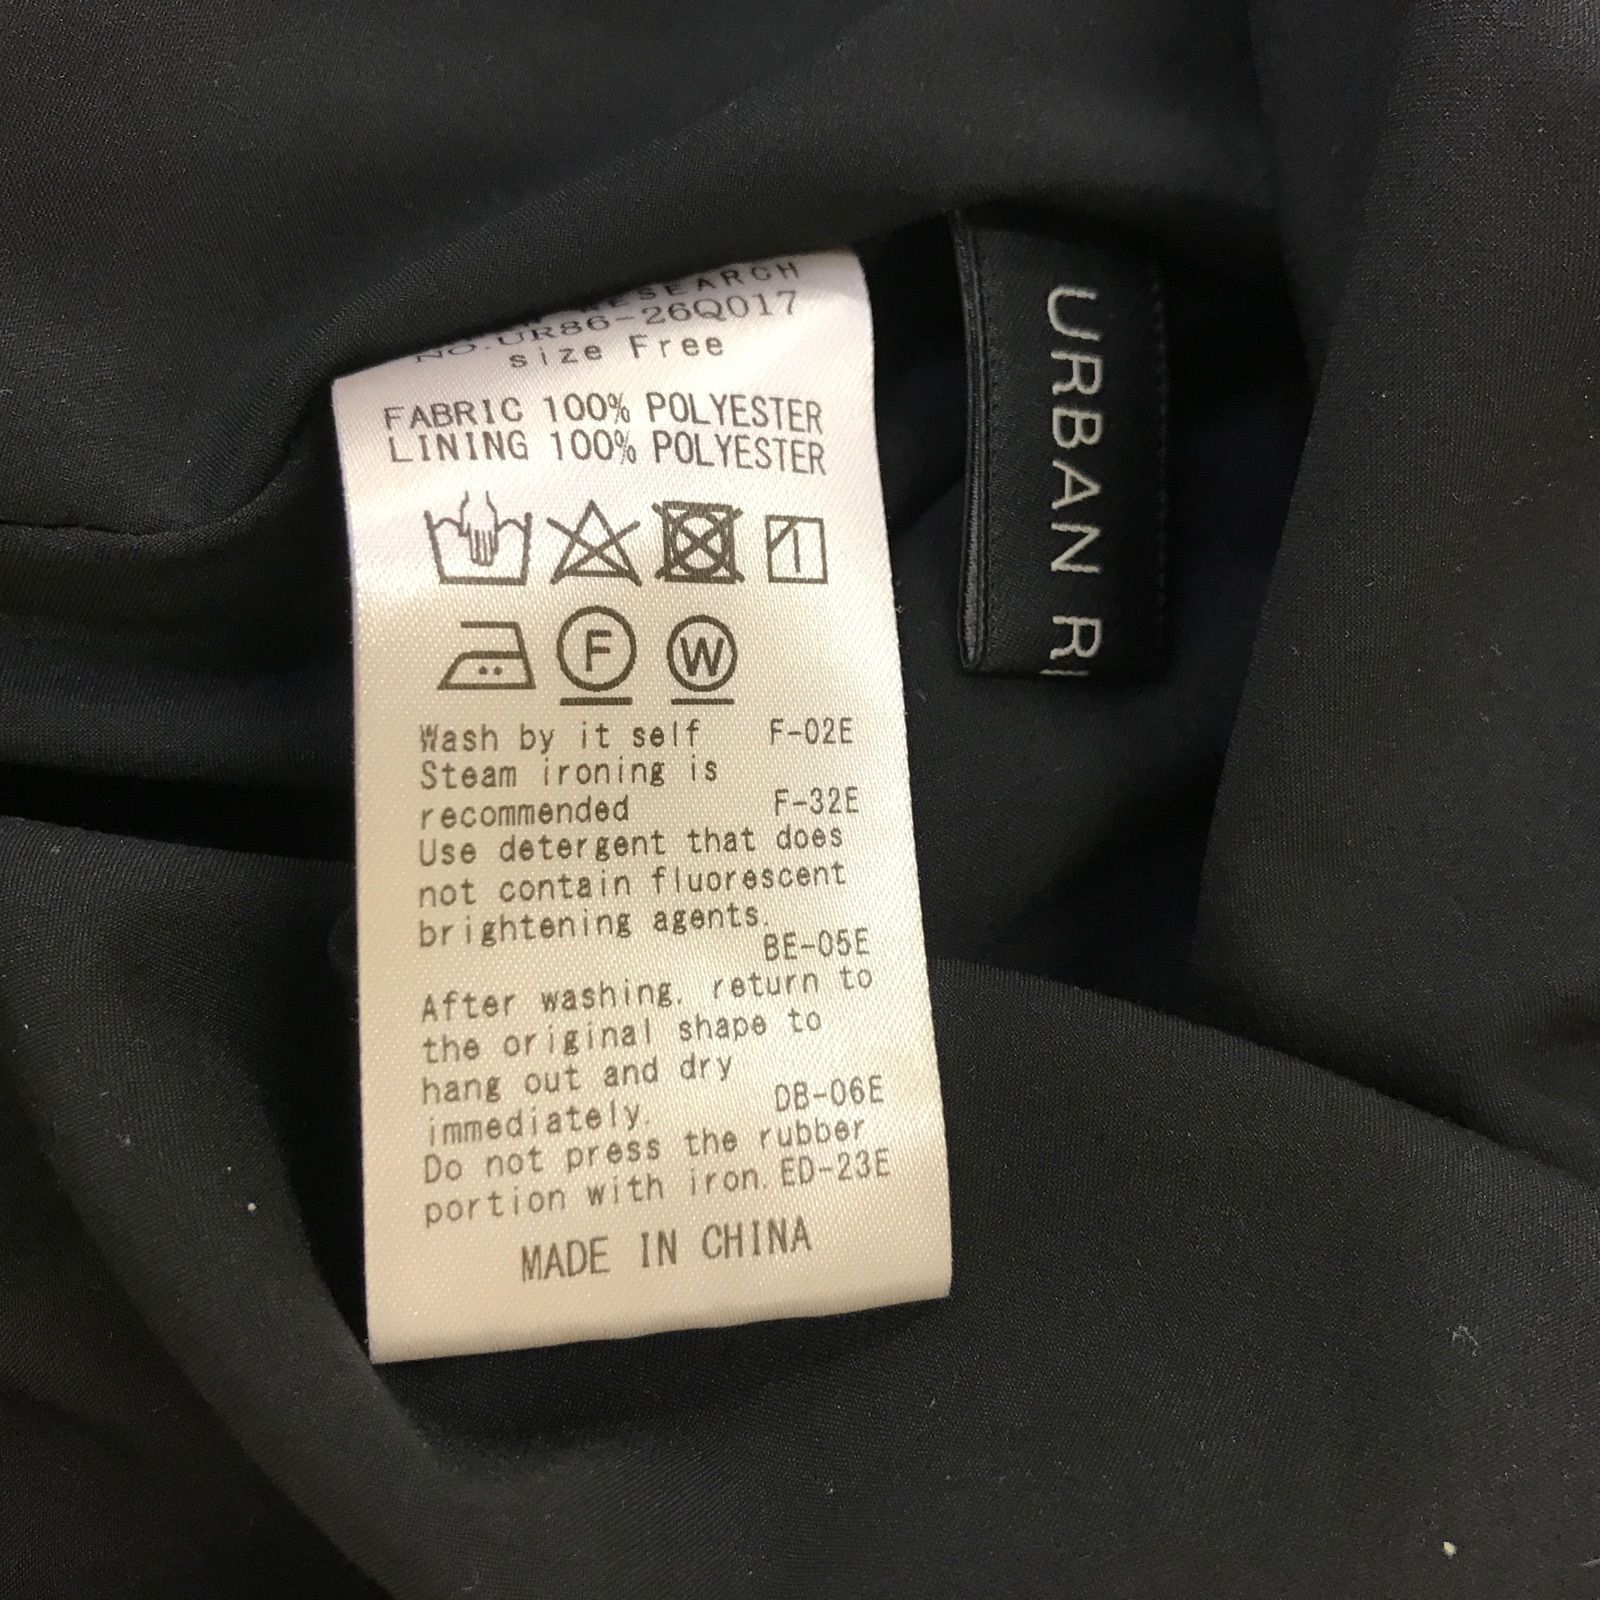 RESEARCH
NO.UR86-26Q017
size Free
FABRIC 100% POLYESTER
LINING 100% POLYESTER
F W
Wash by it self F-02E
Steam ironing is
recommended F-32E
Use detergent that does
not contain fluorescent
brightening agents.
BE-05E
After washing, return to
the original shape to
hang out and dry
immediately. DB-06E
Do not press the rubber
portion with iron. ED-23E
MADE IN CHINA
URBAN R